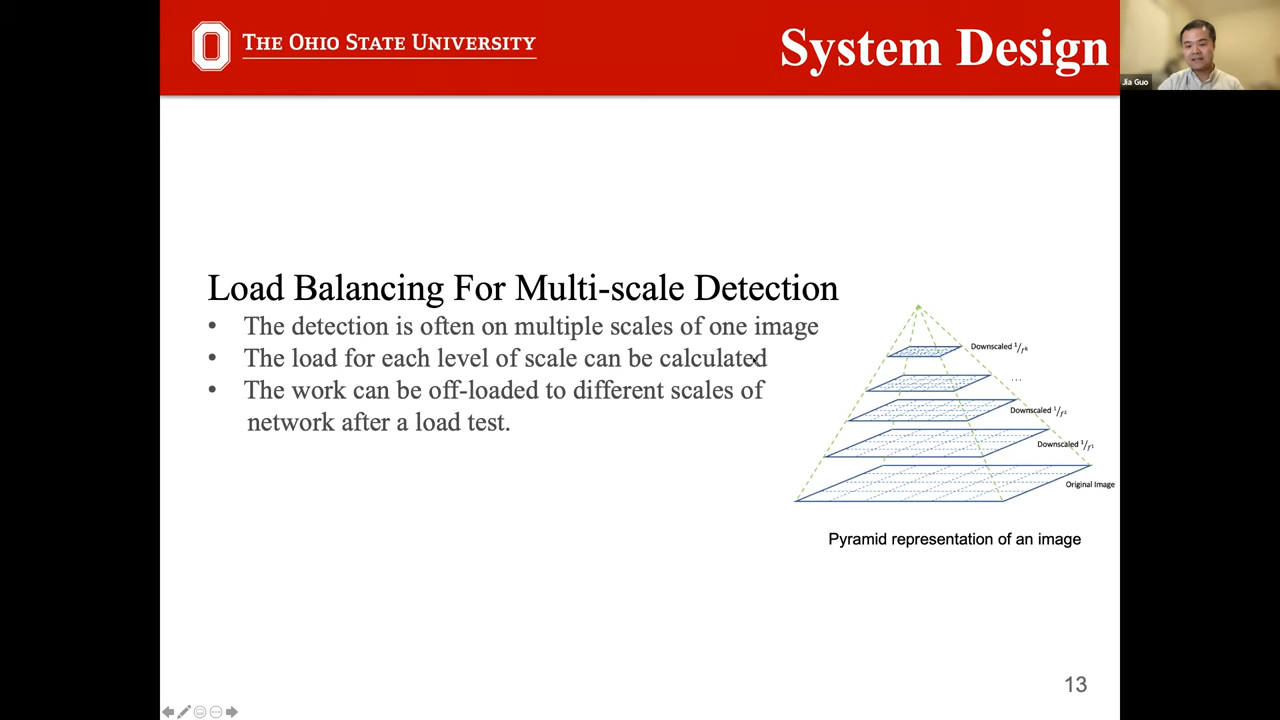 THE OHIO STATE UNIVERSITY
System Design
Jia Guo
Load Balancing For Multi-scale Detection
• The detection is often on multiple scales of one image
• The load for each level of scale can be calculated
• The work can be off-loaded to different scales of
network after a load test.
Downscaled 1/f^k
...
Downscaled 1/f^2
Downscaled 1/f^1
Original Image
Pyramid representation of an image
13